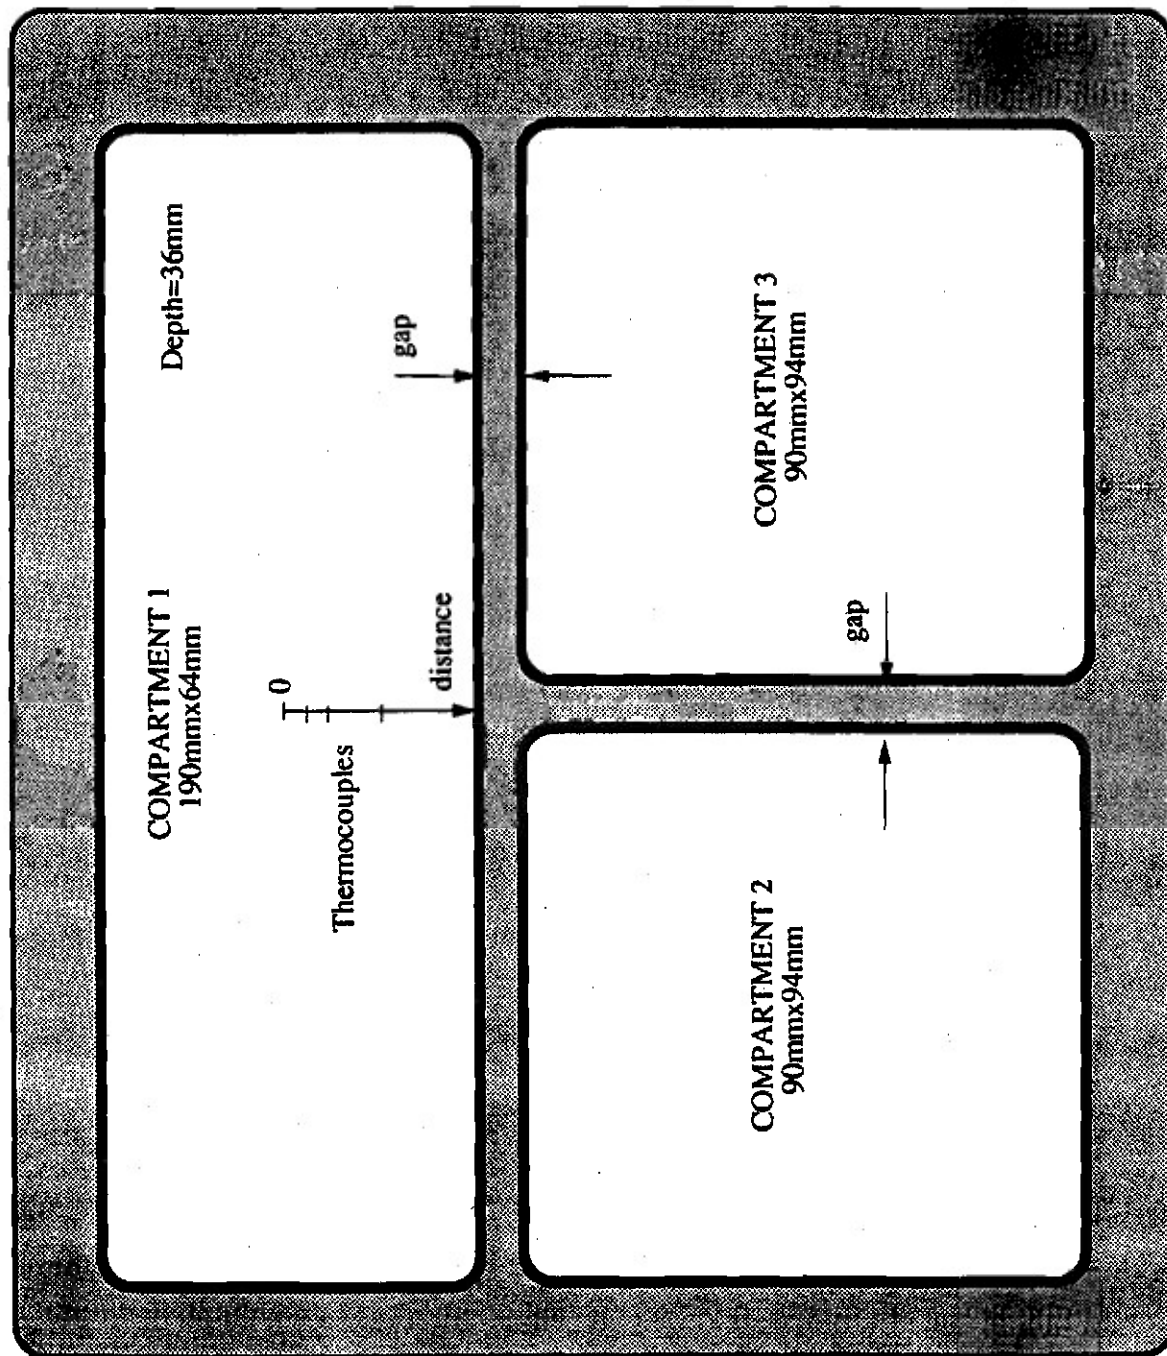 COMPARTMENT 1
190mmx64mm
Depth=36mm
0
Thermocouples
distance
gap
COMPARTMENT 2
90mmx94mm
gap
COMPARTMENT 3
90mmx94mm